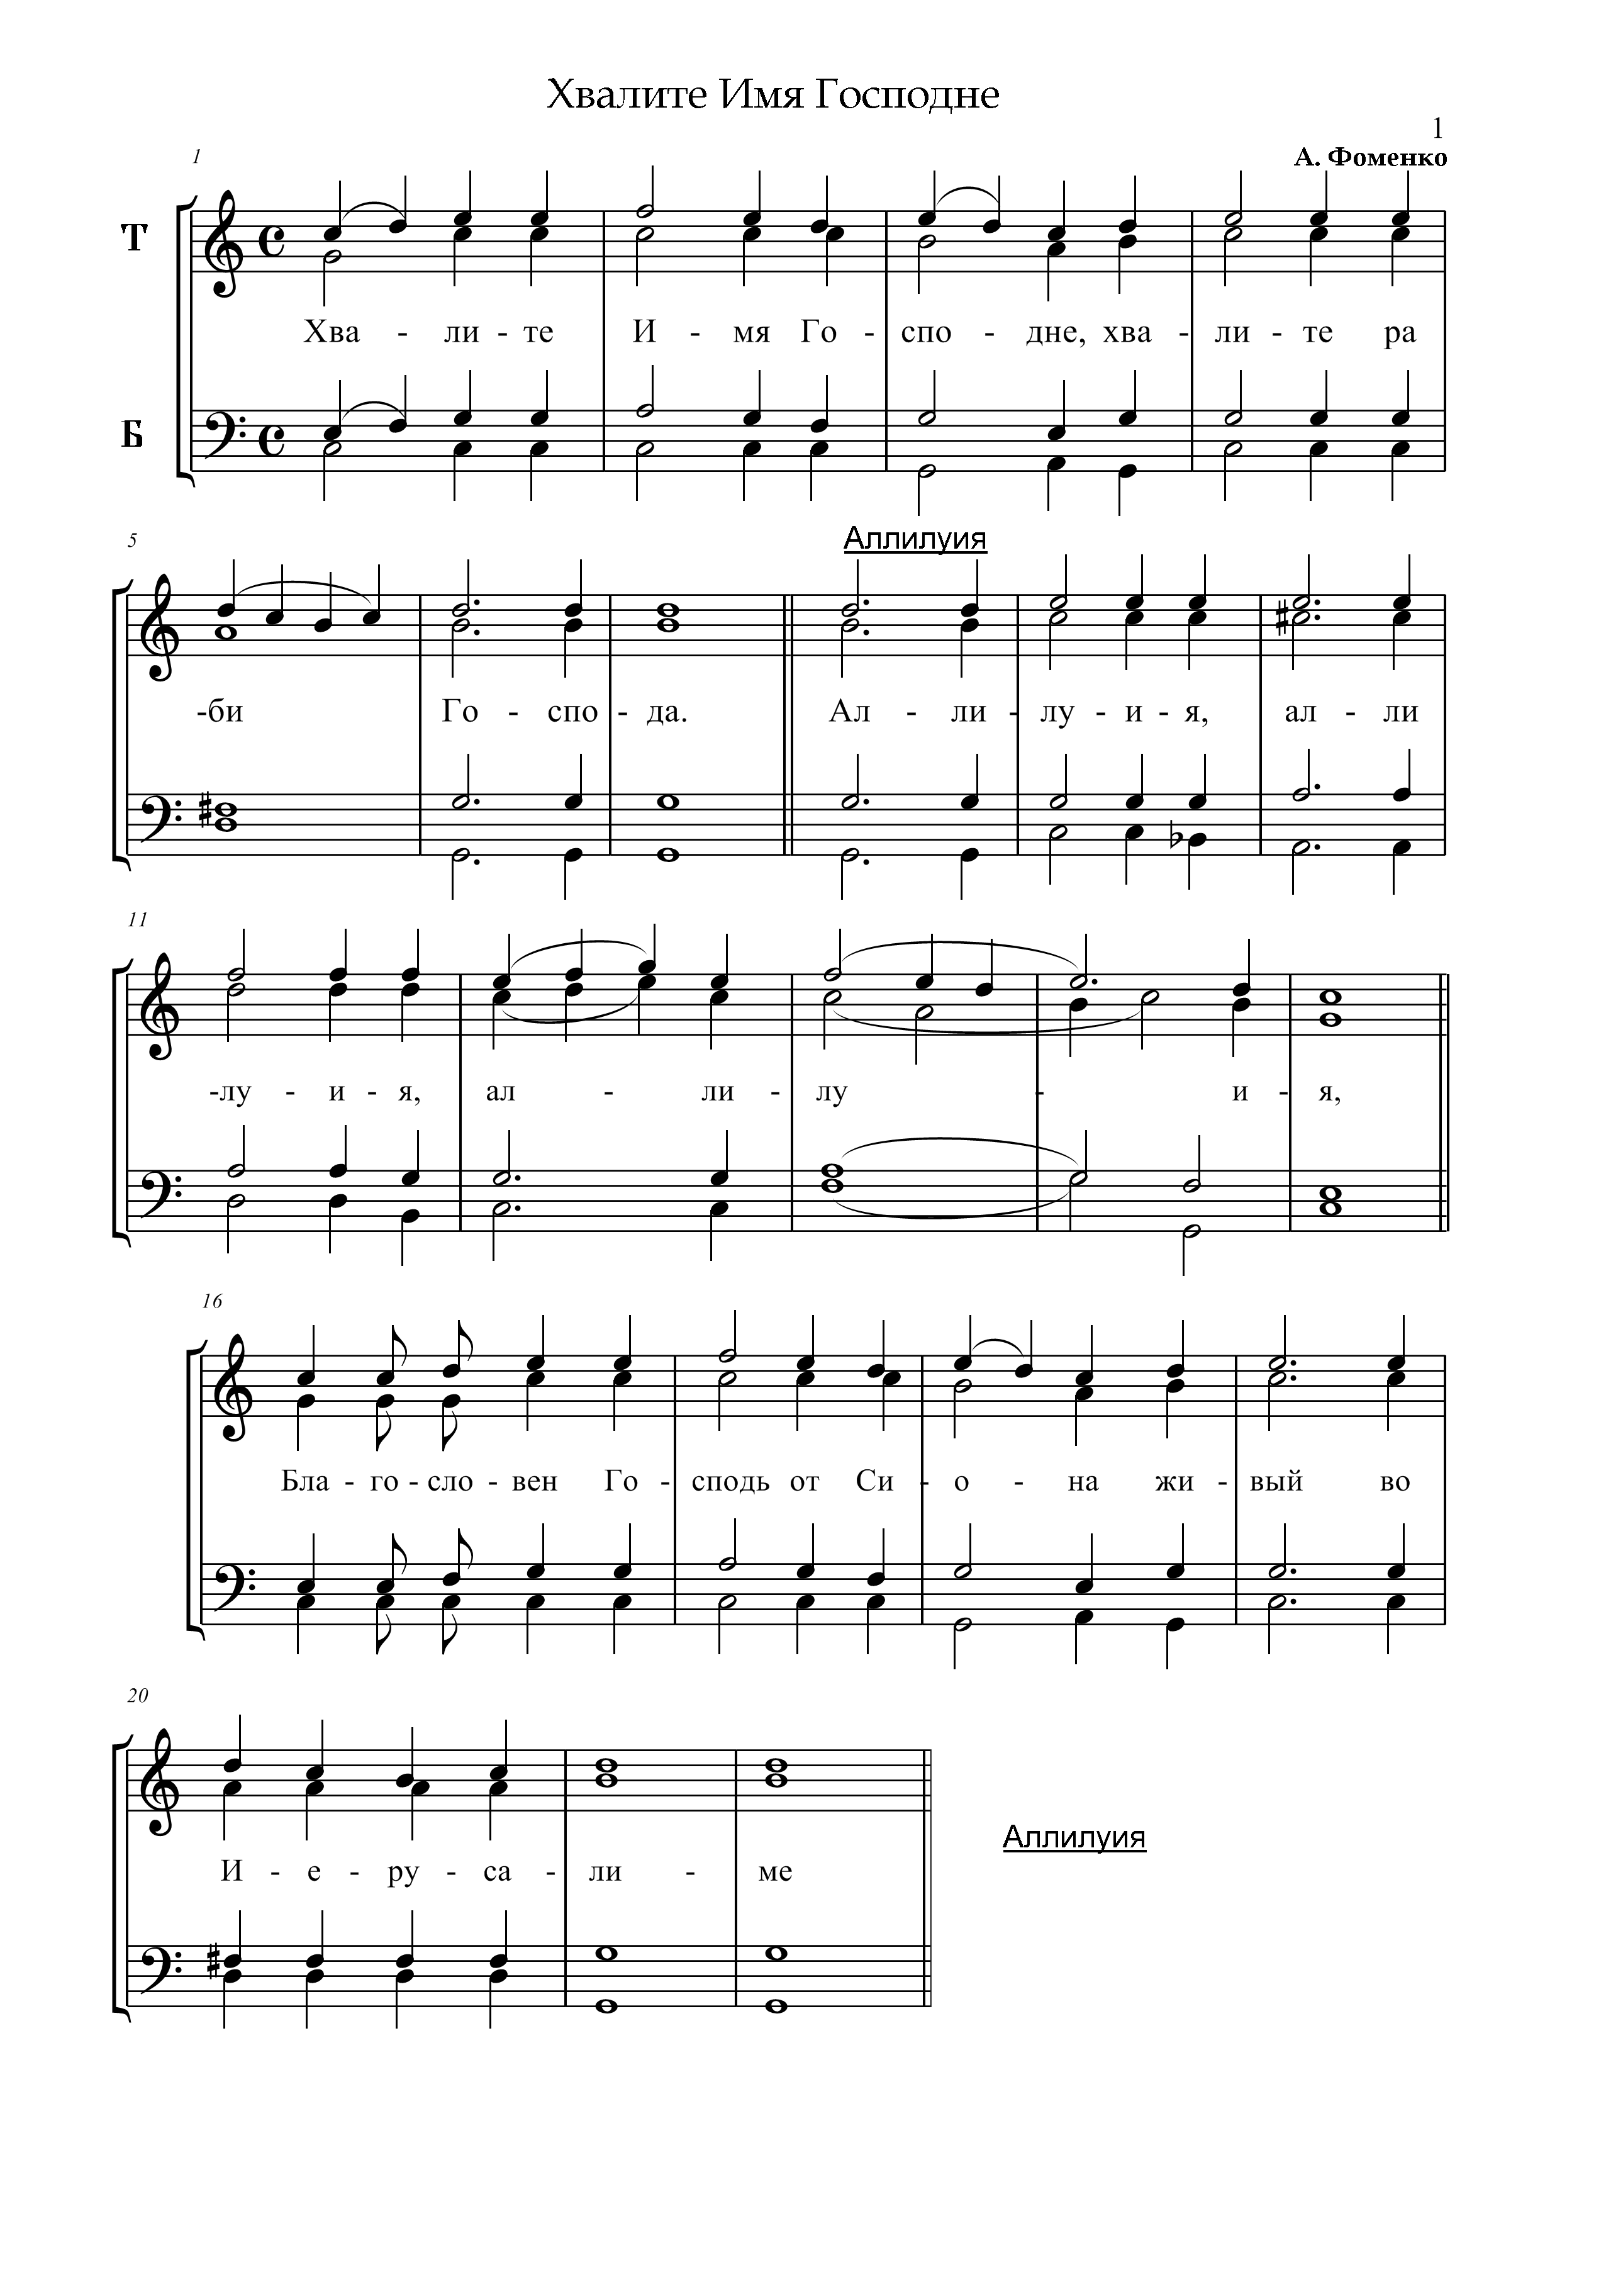 Хвалите Имя Господне
1
А. Фоменко
1
Т
Хва - ли - те И - мя Го - спо - дне, хва - ли - те ра
Б
5
Аллилуия
-би Го - спо - да. Ал - ли - лу - и - я, ал - ли
11
-лу - и - я, ал - ли - лу - и - я,
16
Бла - го - сло - вен Го - сподь от Си - о - на жи - вый во
20
Аллилуия
И - е - ру - са - ли - ме